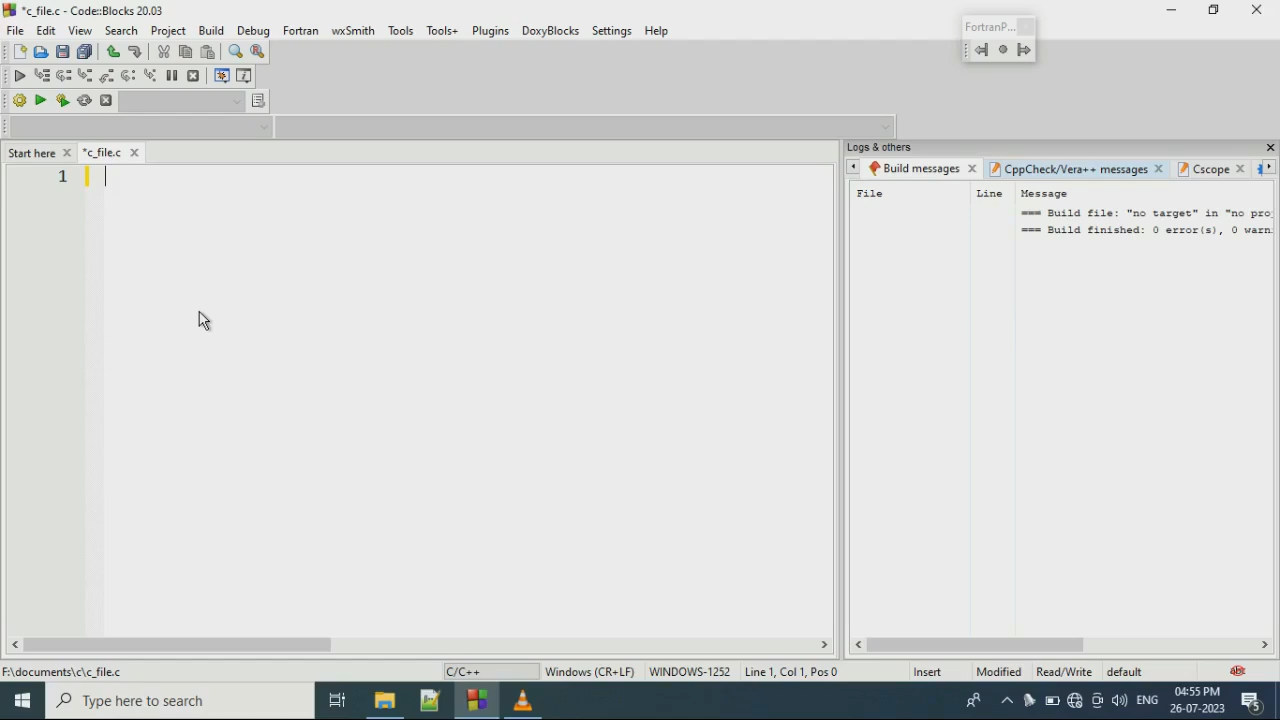 *c_file.c - Code::Blocks 20.03
File Edit View Search Project Build Debug Fortran wxSmith Tools Tools+ Plugins DoxyBlocks Settings Help
FortranP...
Start here
*c_file.c
Logs & others
Build messages
CppCheck/Vera++ messages
Cscope
File Line Message
=== Build file: "no target" in "no pro
=== Build finished: 0 error(s), 0 warni
1
F:\documents\c\c_file.c C/C++ Windows (CR+LF) WINDOWS-1252 Line 1, Col 1, Pos 0 Insert Modified Read/Write default
Type here to search
ENG
04:55 PM
26-07-2023
5